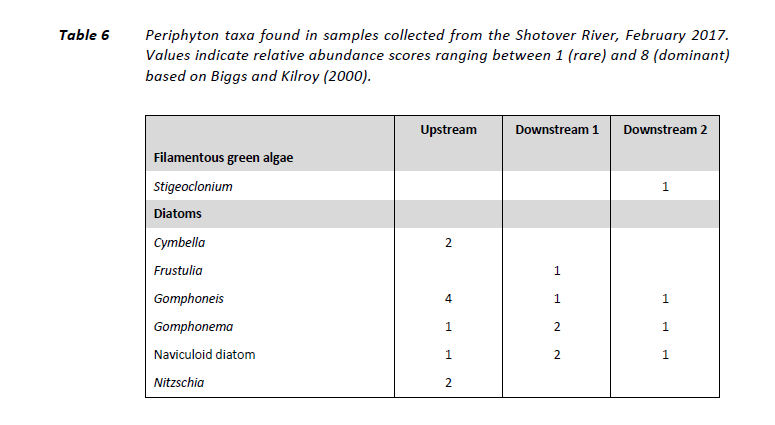 Table 6 Periphyton taxa found in samples collected from the Shotover River, February 2017.
Values indicate relative abundance scores ranging between 1 (rare) and 8 (dominant)
based on Biggs and Kilroy (2000).
Upstream Downstream 1 Downstream 2
Filamentous green algae
Stigeoclonium 1
Diatoms
Cymbella 2
Frustulia 1
Gomphoneis 4 1 1
Gomphonema 1 2 1
Naviculoid diatom 1 2 1
Nitzschia 2